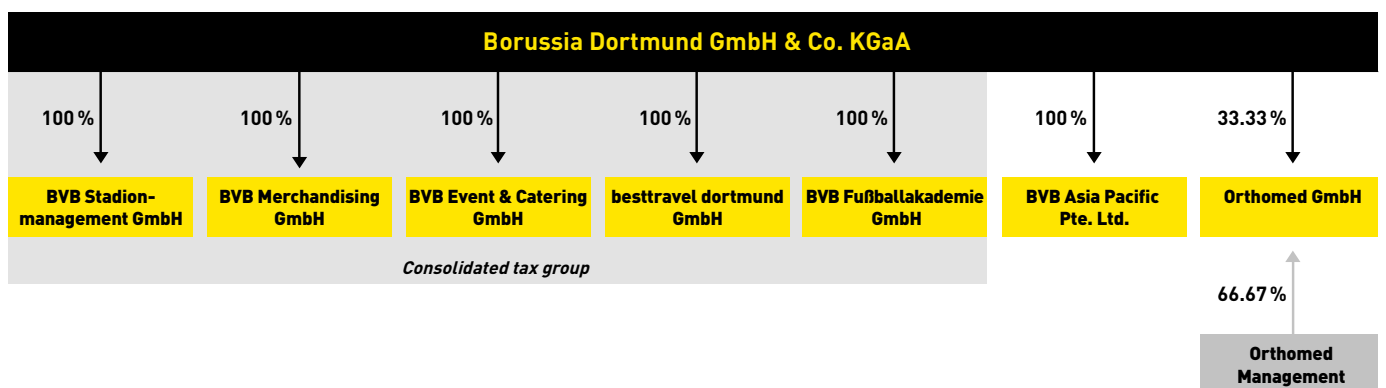 Borussia Dortmund GmbH & Co. KGaA
100 %
100 %
100 %
100 %
100 %
100 %
33.33 %
BVB Stadion-
management GmbH
BVB Merchandising
GmbH
BVB Event & Catering
GmbH
besttravel dortmund
GmbH
BVB Fußballakademie
GmbH
BVB Asia Pacific
Pte. Ltd.
Orthomed GmbH
Consolidated tax group
66.67 %
Orthomed
Management